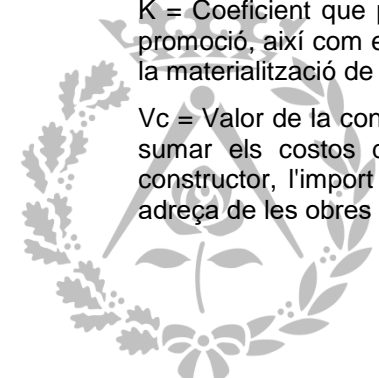 K = Coeficient que
promoció, així com
la materialització de
Vc = Valor de la
sumar els costos
constructor, l'import
adreça de les obres